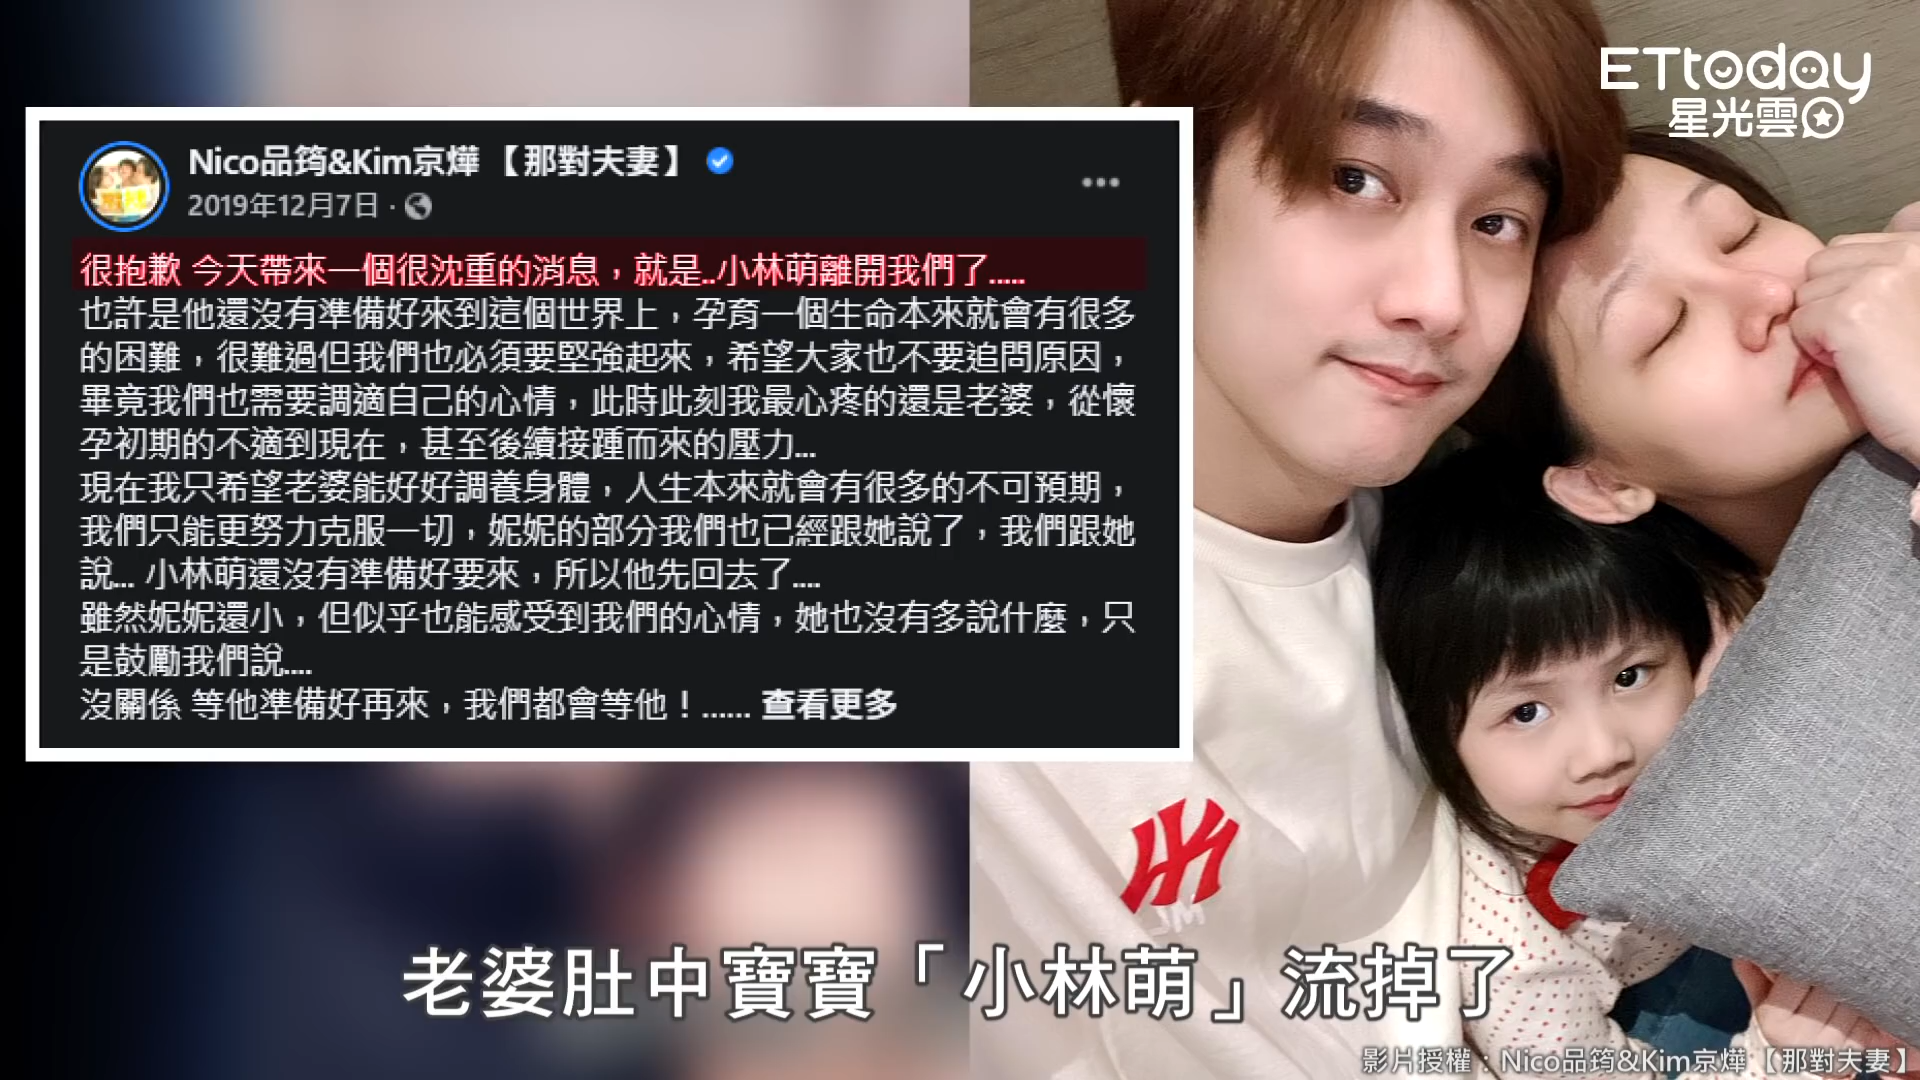 ETtoday
星光雲
Nico品筠&Kim京燁【那對夫妻】
2019年12月7日 ·
很抱歉 今天帶來一個很沈重的消息，就是..小林萌離開我們了.....
也許是他還沒有準備好來到這個世界上，孕育一個生命本來就會有很多
的困難，很難過但我們也必須要堅強起來，希望大家也不要追問原因，
畢竟我們也需要調適自己的心情，此時此刻我最心疼的還是老婆，從懷
孕初期的不適到現在，甚至後續接踵而來的壓力...
現在我只希望老婆能好好調養身體，人生本來就會有很多的不可預期，
我們只能更努力克服一切，妮妮的部分我們也已經跟她說了，我們跟她
說... 小林萌還沒有準備好要來，所以他先回去了....
雖然妮妮還小，但似乎也能感受到我們的心情，她也沒有多說什麼，只
是鼓勵我們說....
沒關係 等他準備好再來，我們都會等他！...... 查看更多
老婆肚中寶寶「小林萌」流掉了
影片授權：Nico品筠&Kim京燁【那對夫妻】